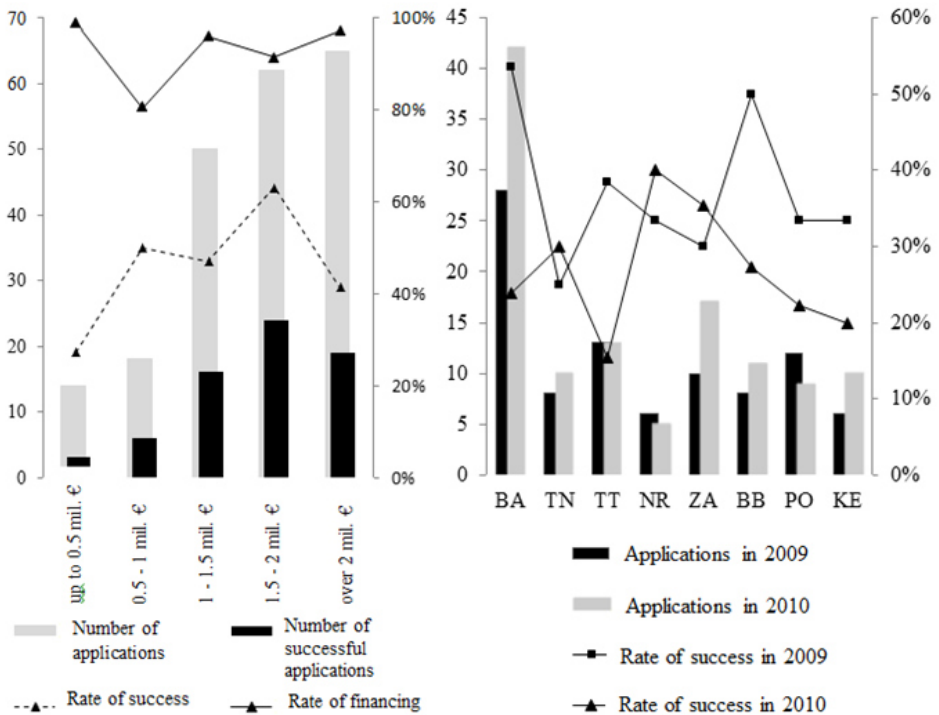 70
60
50
40
30
20
10
0
100%
80%
60%
40%
20%
0%
up to 0.5 mil. €
0.5 - 1 mil. €
1 - 1.5 mil. €
1.5 - 2 mil. €
over 2 mil. €
Number of
applications
Number of
successful
applications
Rate of success
Rate of financing
45
40
35
30
25
20
15
10
5
0
60%
50%
40%
30%
20%
10%
0%
BA TN TT NR ZA BB PO KE
Applications in 2009
Applications in 2010
Rate of success in 2009
Rate of success in 2010